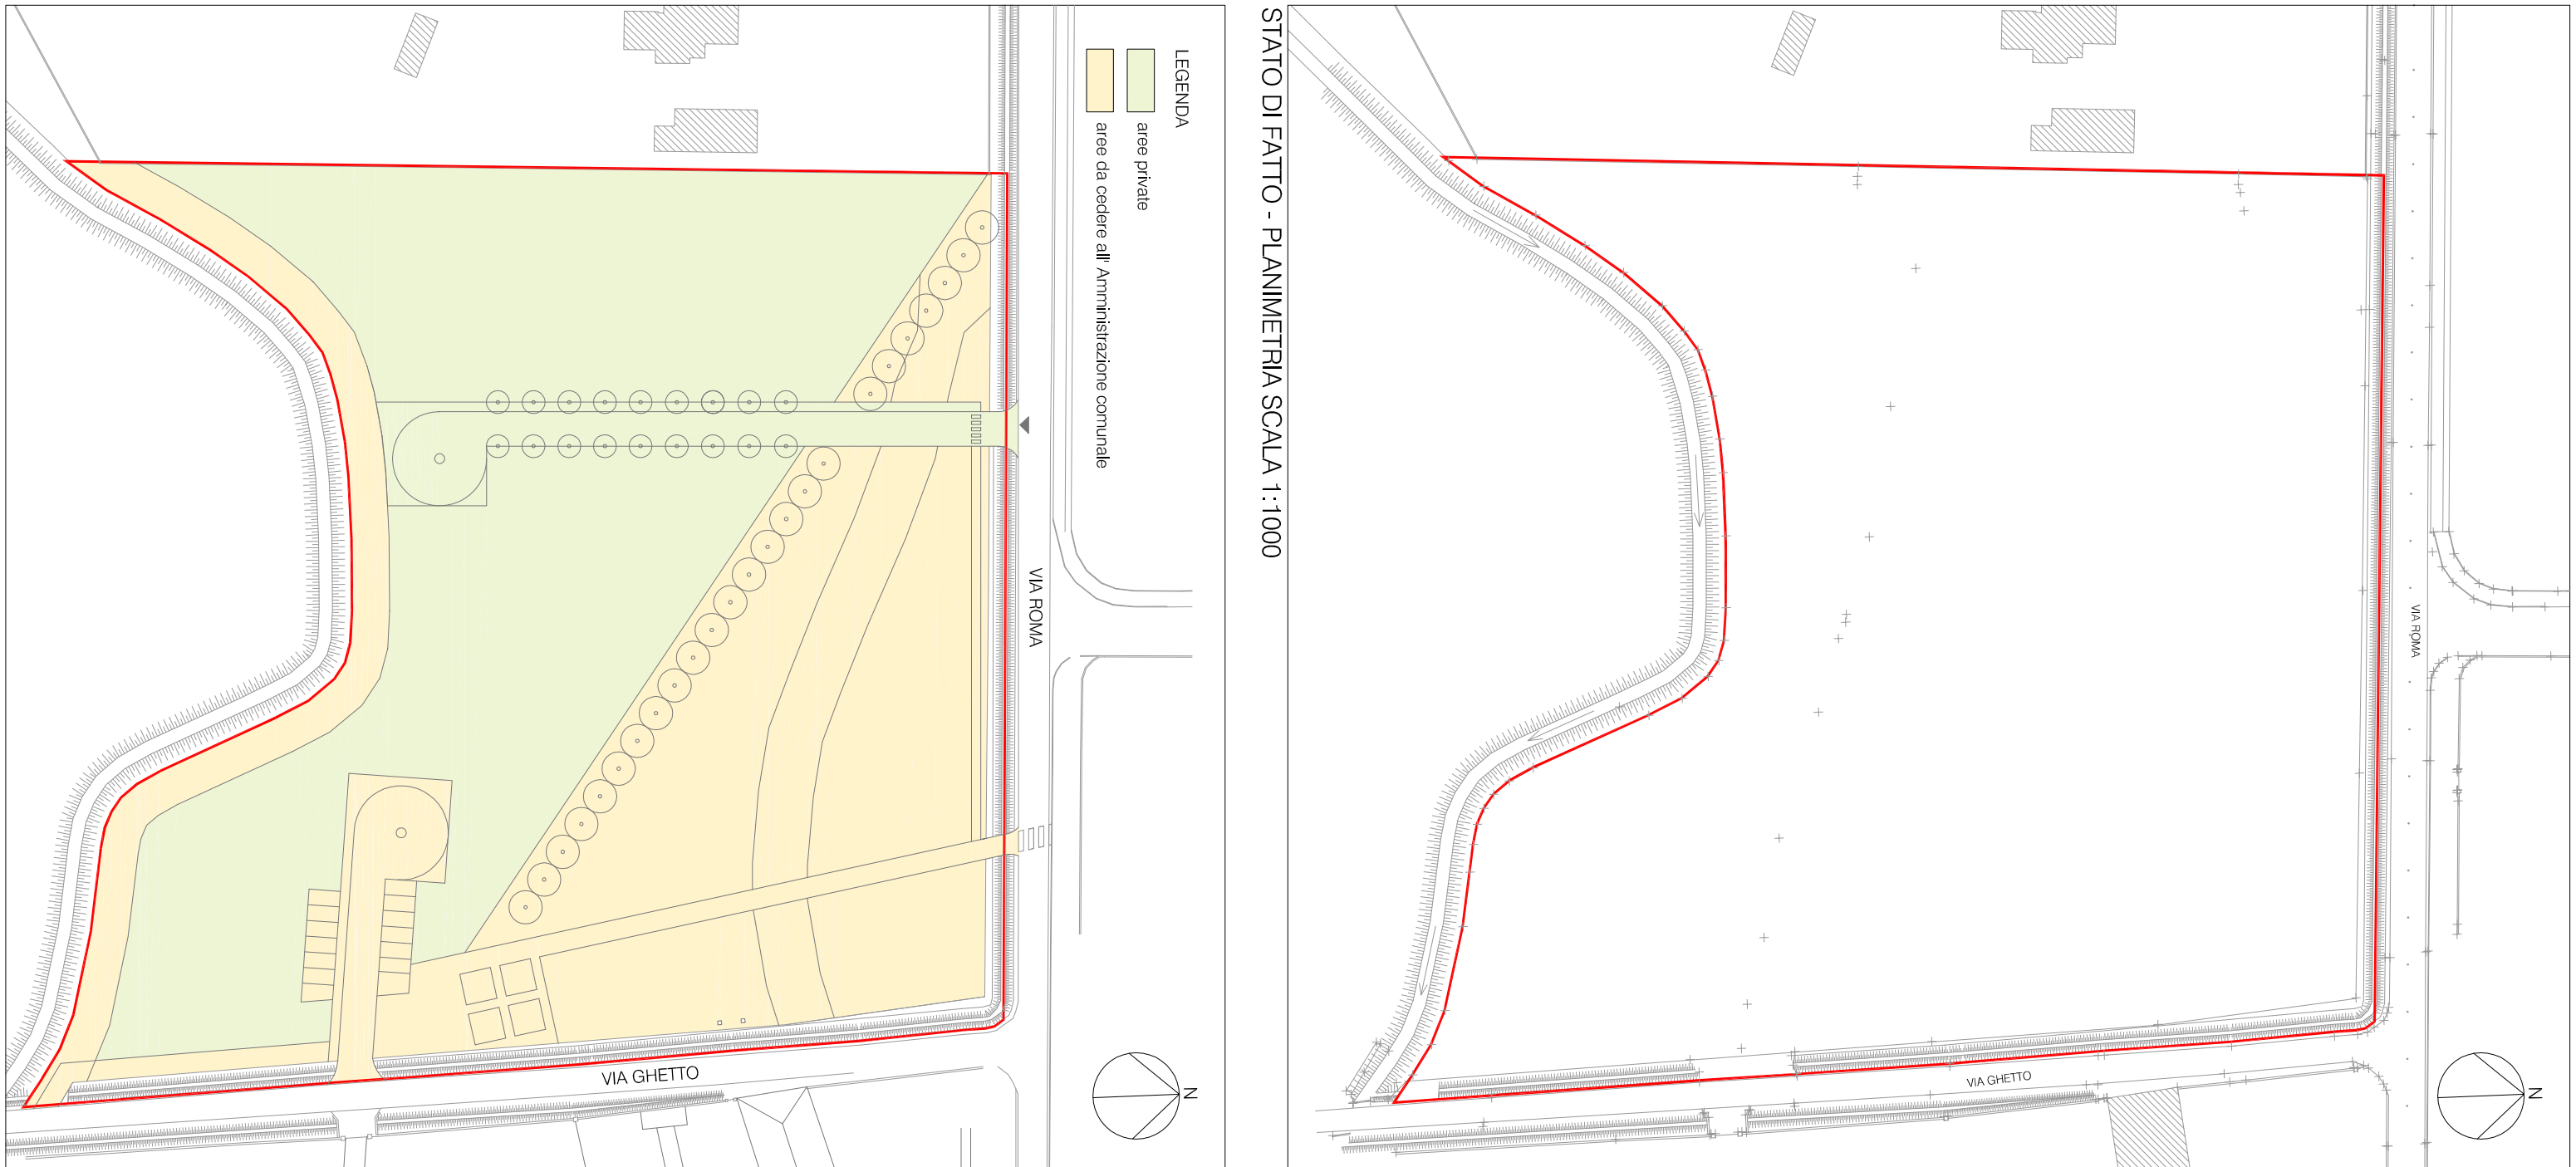 LEGENDA
aree private
aree da cedere all' Amministrazione comunale
VIA ROMA
VIA GHETTO
N
STATO DI FATTO - PLANIMETRIA SCALA 1:1000
VIA ROMA
VIA GHETTO
N